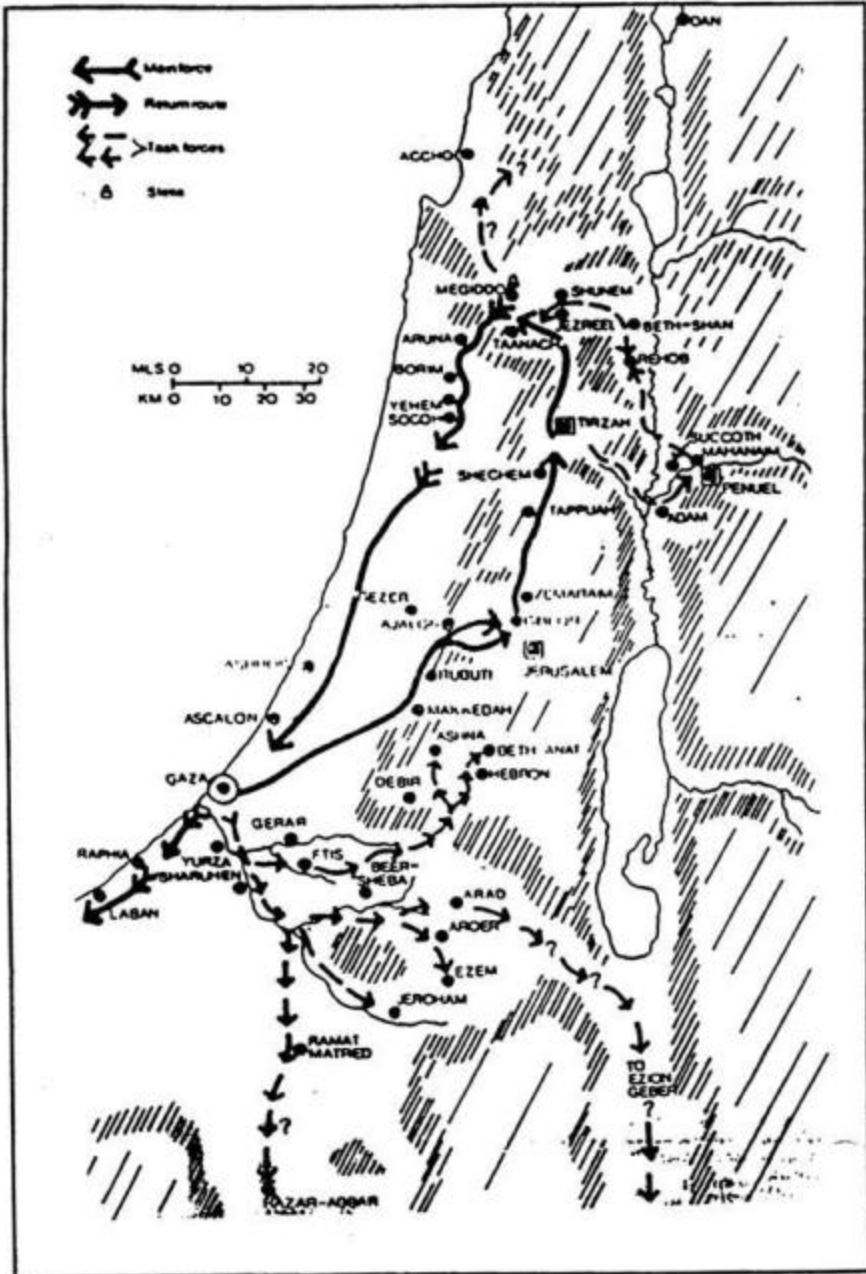 Main force
Return route
Task forces
Stele
DAN
ACCHO
MEGIDDO
SHUNEM
JEZREEL
BETH-SHAN
TAANACH
ARUNA
REHOB
BORIM
MLS 0 10 20
KM 0 10 20 30
YEHEM
SOCOH
TIRZAH
SUCCOTH
MAHANAIM
SHECHEM
PENUEL
TAPPUAH
ADAM
GEZER
ZEMARAIM
GIBEON
JERUSALEM
RUBUTI
ASCALON
MAKKEDAH
ASHNA
BETH-ANAT
GAZA
HEBRON
DEBIR
GERAR
RAPHIA
YURZA
FTIS
BEER-
SHEBA
SHARUHEN
LABAN
ARAD
AROER
EZEM
JEROHAM
RAMAT
MATRED
TO
EZION
GEBER
?
?
?
?
?
?